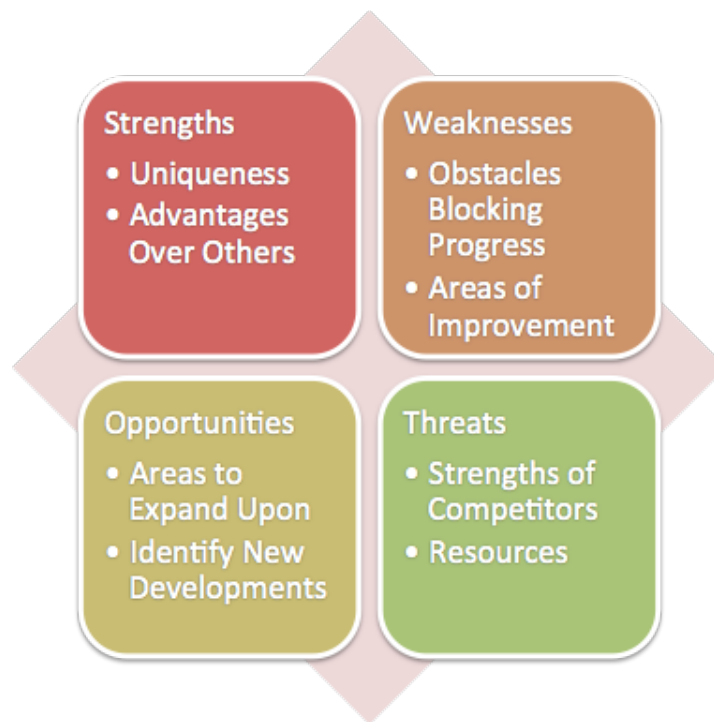 Strengths
• Uniqueness
• Advantages
Over Others
Weaknesses
• Obstacles
Blocking
Progress
• Areas of
Improvement
Opportunities
• Areas to
Expand Upon
• Identify New
Developments
Threats
• Strengths of
Competitors
• Resources